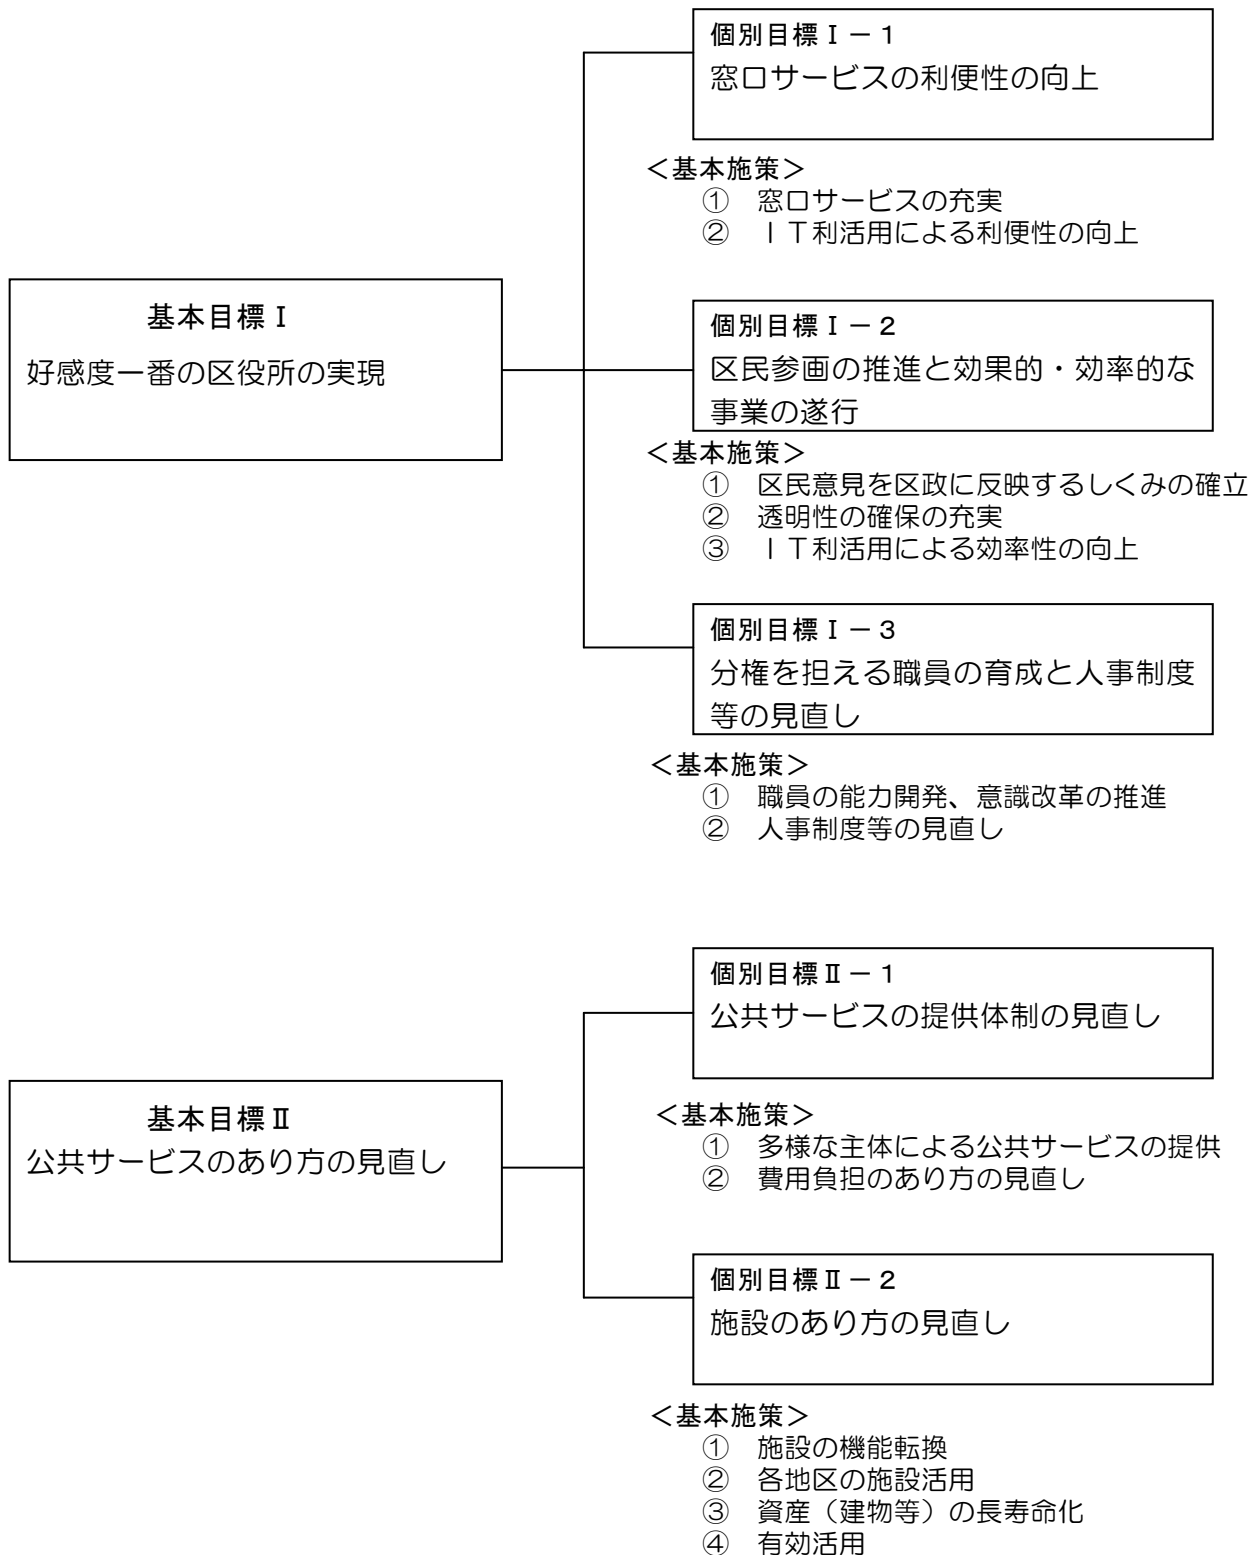 個別目標Ⅰ－１
窓口サービスの利便性の向上
＜基本施策＞
① 窓口サービスの充実
② ＩＴ利活用による利便性の向上
基本目標Ⅰ
好感度一番の区役所の実現
個別目標Ⅰ－２
区民参画の推進と効果的・効率的な
事業の遂行
＜基本施策＞
① 区民意見を区政に反映するしくみの確立
② 透明性の確保の充実
③ ＩＴ利活用による効率性の向上
個別目標Ⅰ－３
分権を担える職員の育成と人事制度
等の見直し
＜基本施策＞
① 職員の能力開発、意識改革の推進
② 人事制度等の見直し
個別目標Ⅱ－１
公共サービスの提供体制の見直し
基本目標Ⅱ
公共サービスのあり方の見直し
＜基本施策＞
① 多様な主体による公共サービスの提供
② 費用負担のあり方の見直し
個別目標Ⅱ－２
施設のあり方の見直し
＜基本施策＞
① 施設の機能転換
② 各地区の施設活用
③ 資産（建物等）の長寿命化
④ 有効活用